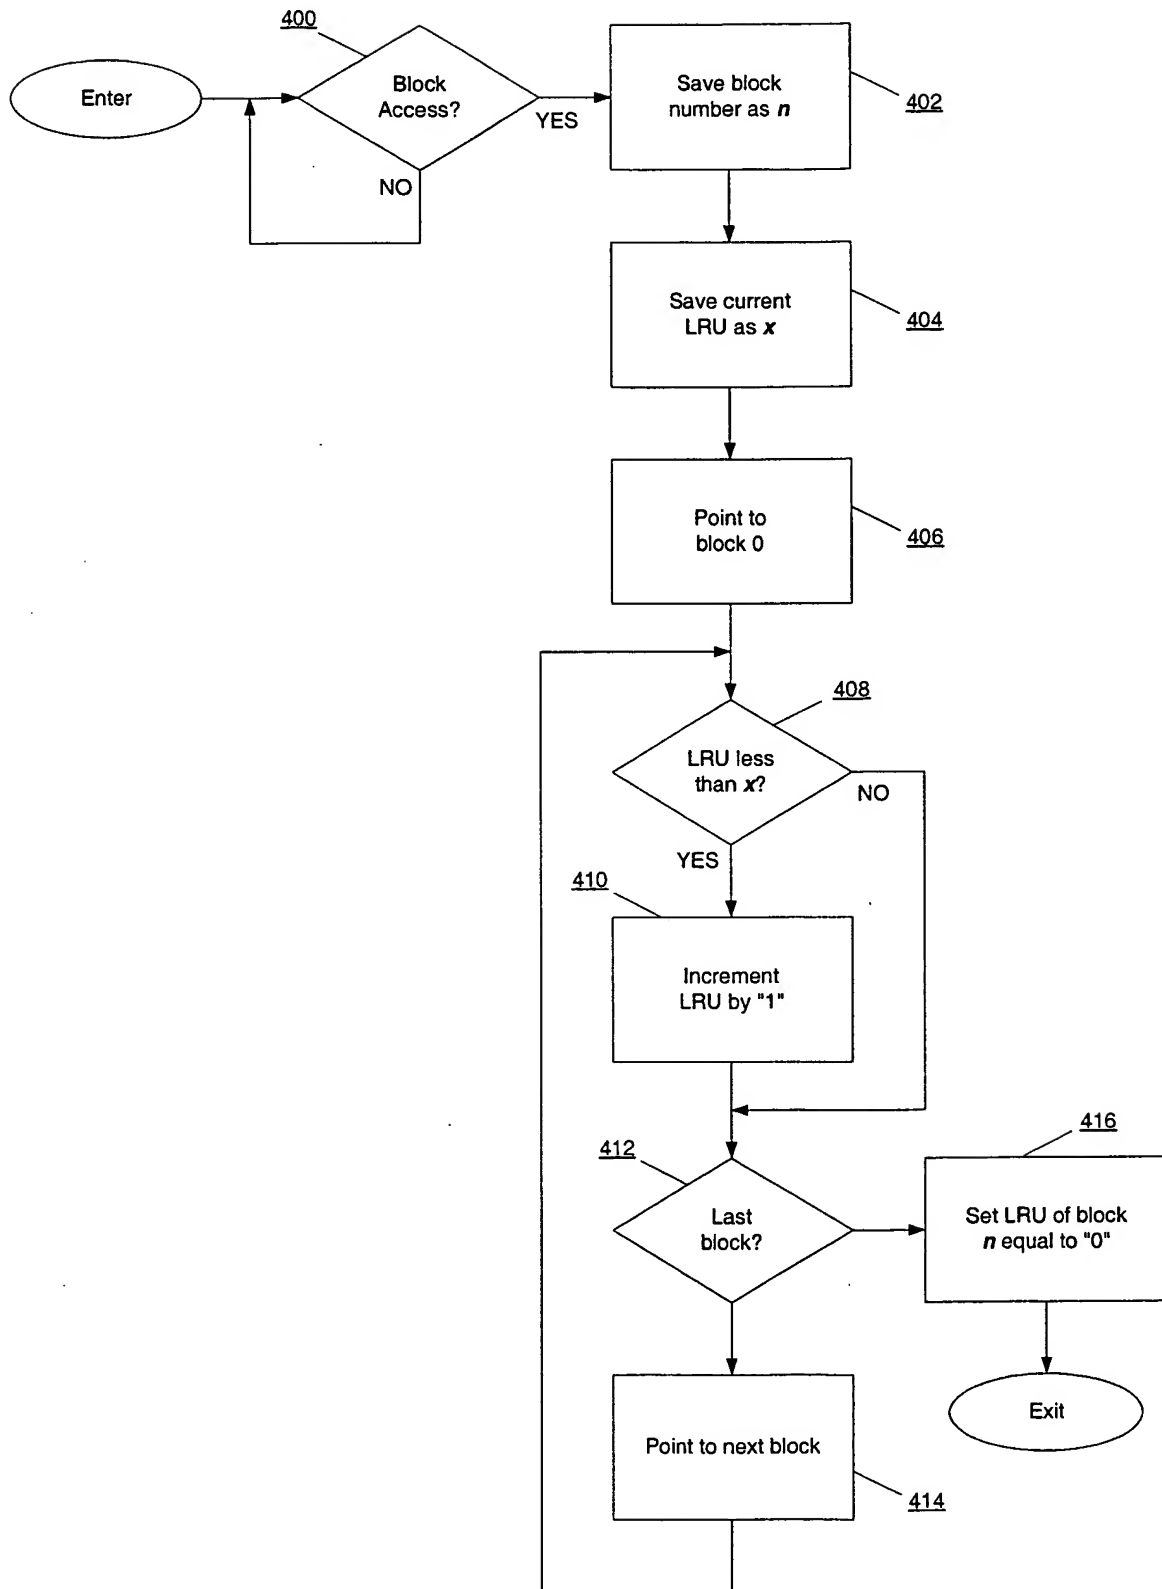 400
Enter
Block
Access?
YES
NO
Save block
number as n
402
Save current
LRU as x
404
Point to
block 0
406
408
LRU less
than x?
NO
YES
410
Increment
LRU by "1"
412
Last
block?
416
Set LRU of block
n equal to "0"
Exit
Point to next block
414